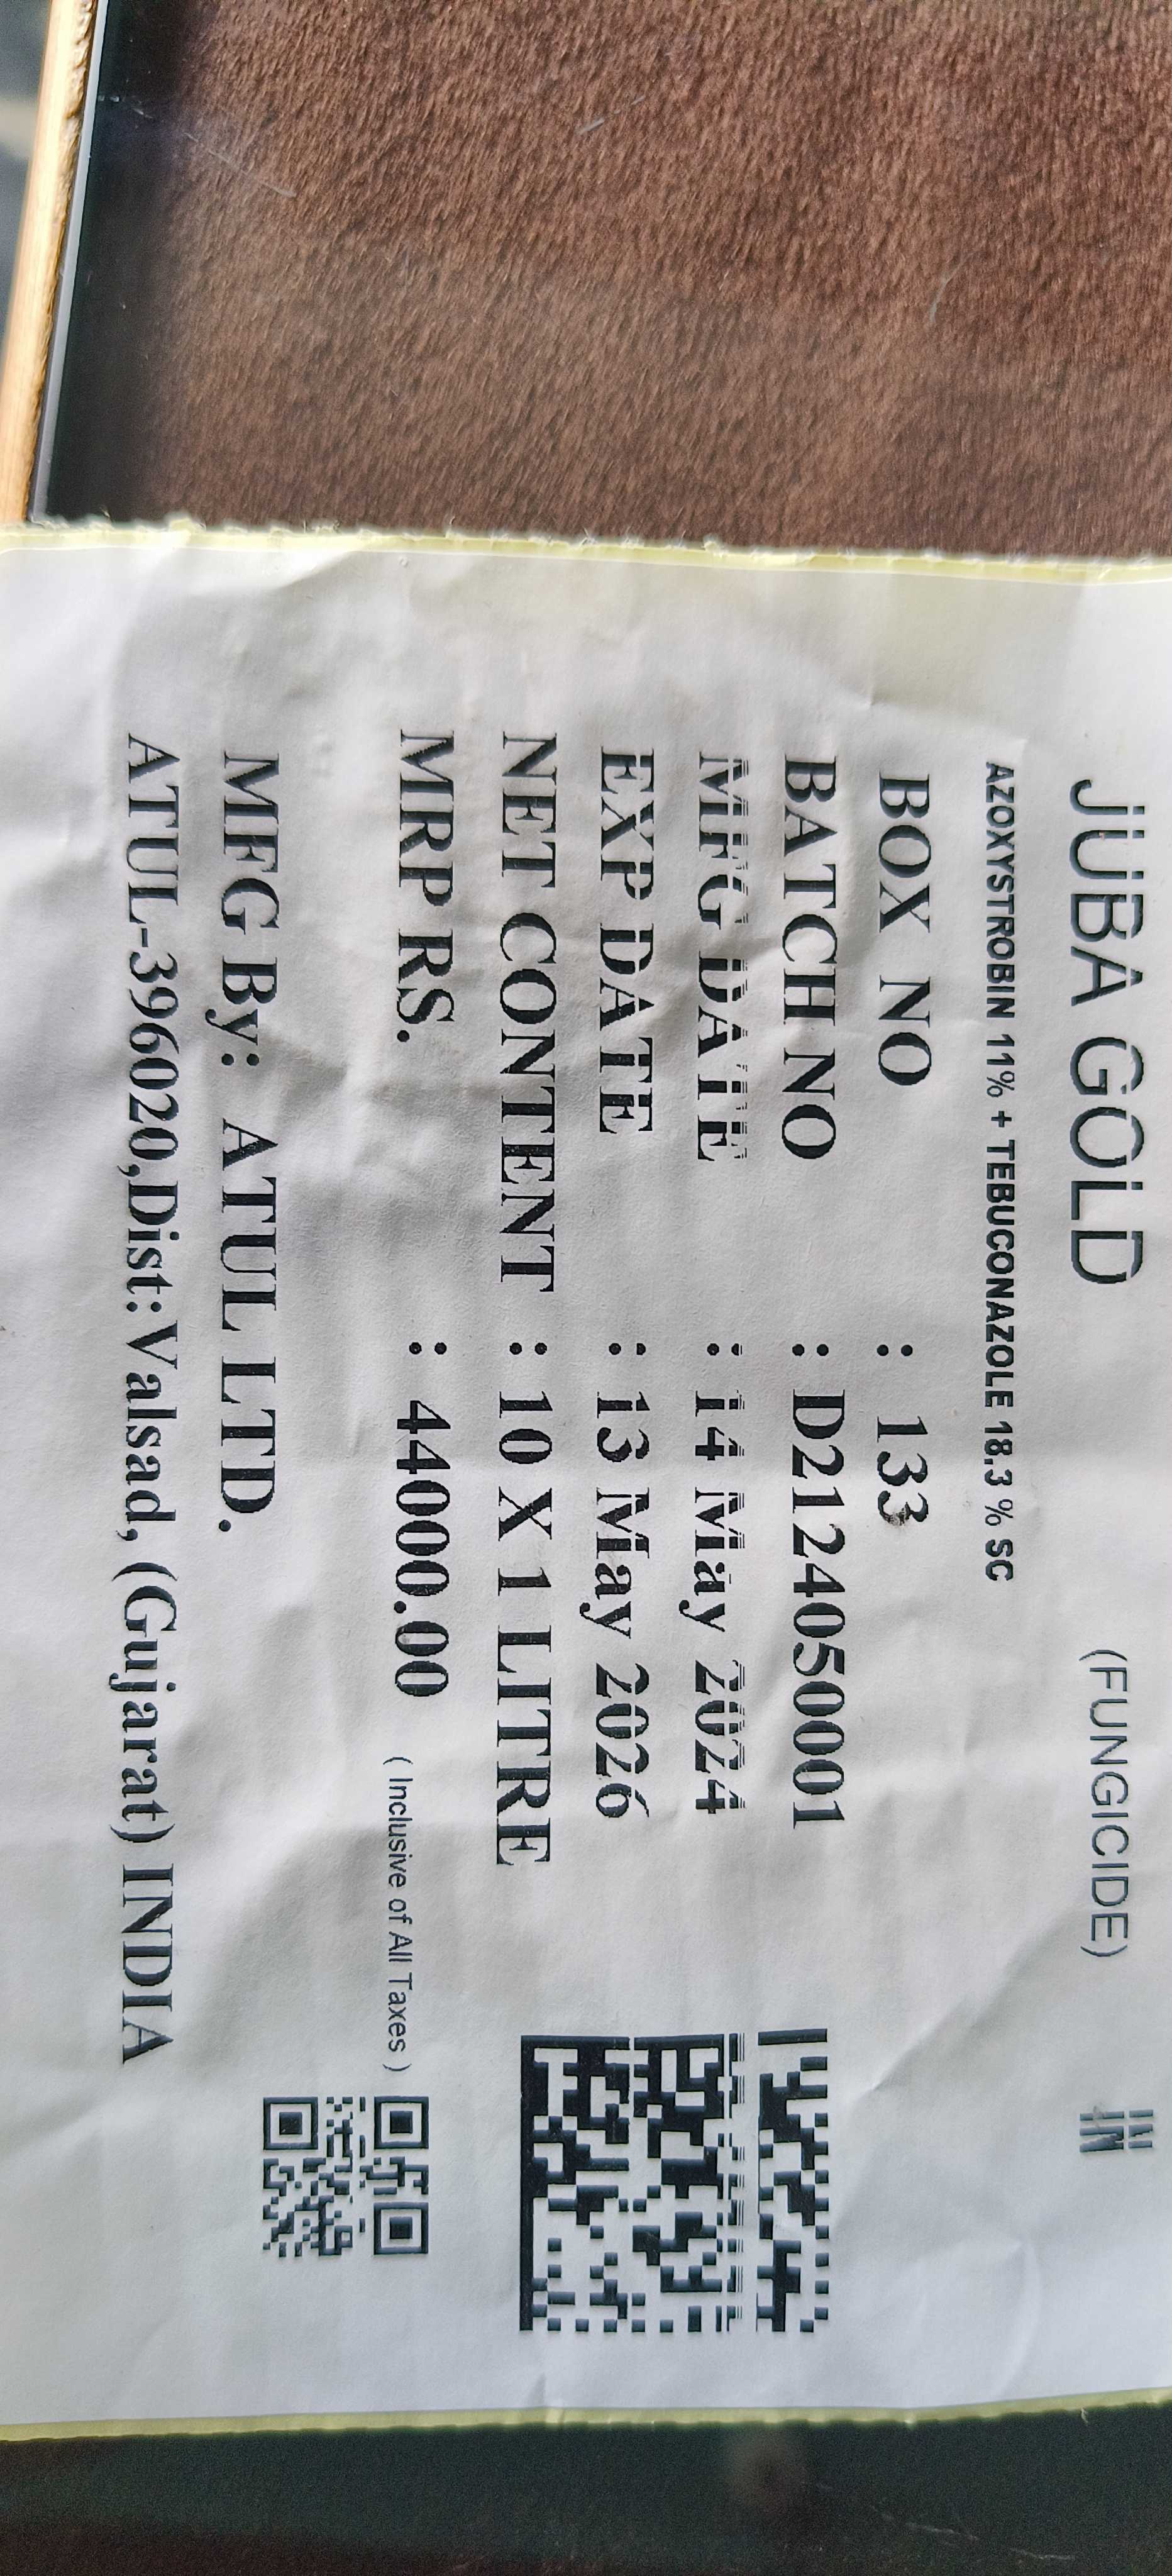 JUBA GOLD (FUNGICIDE) IN
AZOXYSTROBIN 11% + TEBUCONAZOLE 18.3 % SC
BOX NO : 133
BATCH NO : D2124050001
MFG DATE : 14 May 2024
EXP DATE : 13 May 2026
NET CONTENT : 10 X 1 LITRE
MRP RS. : 44000.00 ( Inclusive of All Taxes )
MFG By: ATUL LTD.
ATUL-396020,Dist:Valsad, (Gujarat) INDIA